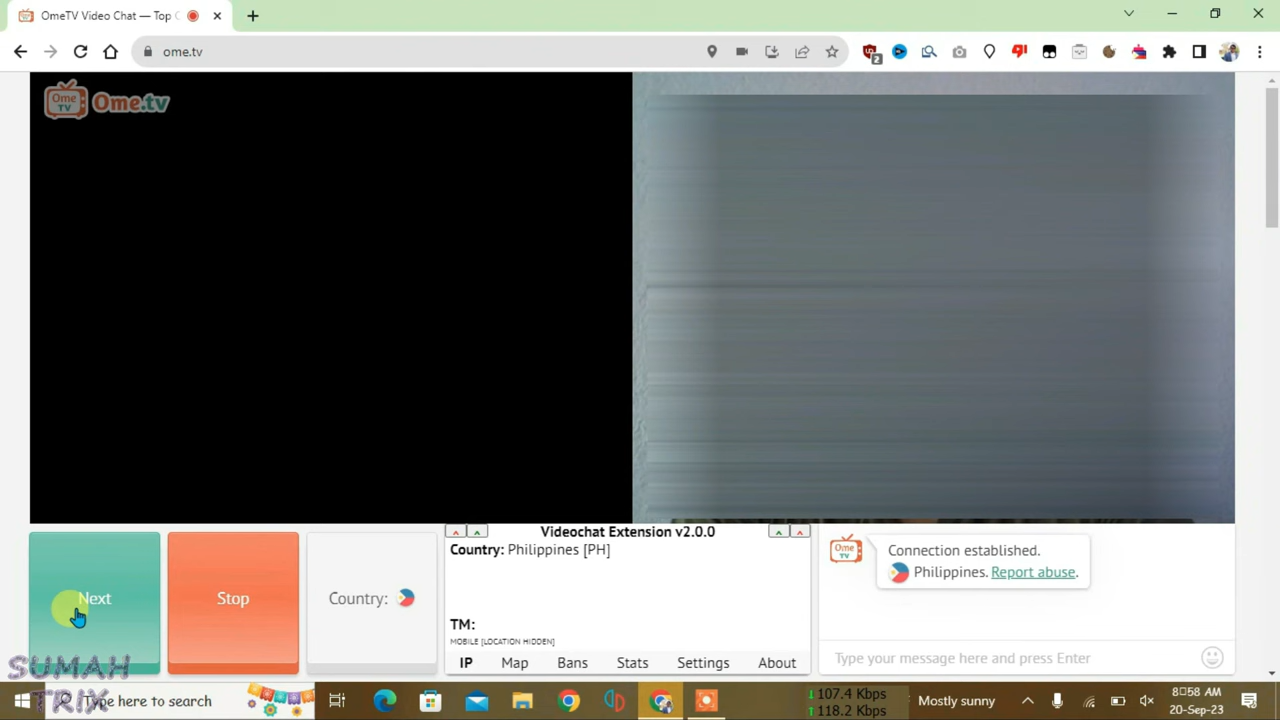 OmeTV Video Chat — Top
ome.tv
2
Ome TV Ome.tv
Next
Stop
Country:
Videochat Extension v2.0.0
Country: Philippines [PH]
TM:
MOBILE [LOCATION HIDDEN]
IP Map Bans Stats Settings About
Ome TV
Connection established.
Philippines. Report abuse.
Type your message here and press Enter
SUMAH
TRIX
Type here to search
107.4 Kbps
118.2 Kbps
Mostly sunny
8:58 AM
20-Sep-23